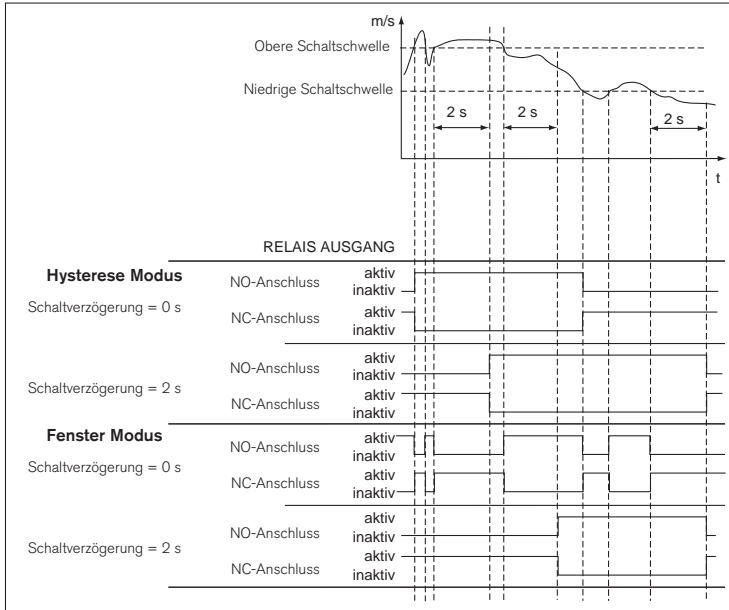 m/s
Obere Schaltschwelle
Niedrige Schaltschwelle
2 s 2 s 2 s
t
RELAIS AUSGANG
Hysterese Modus
NO-Anschluss aktiv
inaktiv
Schaltverzögerung = 0 s
NC-Anschluss aktiv
inaktiv
NO-Anschluss aktiv
inaktiv
Schaltverzögerung = 2 s
NC-Anschluss aktiv
inaktiv
Fenster Modus
NO-Anschluss aktiv
inaktiv
Schaltverzögerung = 0 s
NC-Anschluss aktiv
inaktiv
NO-Anschluss aktiv
inaktiv
Schaltverzögerung = 2 s
NC-Anschluss aktiv
inaktiv